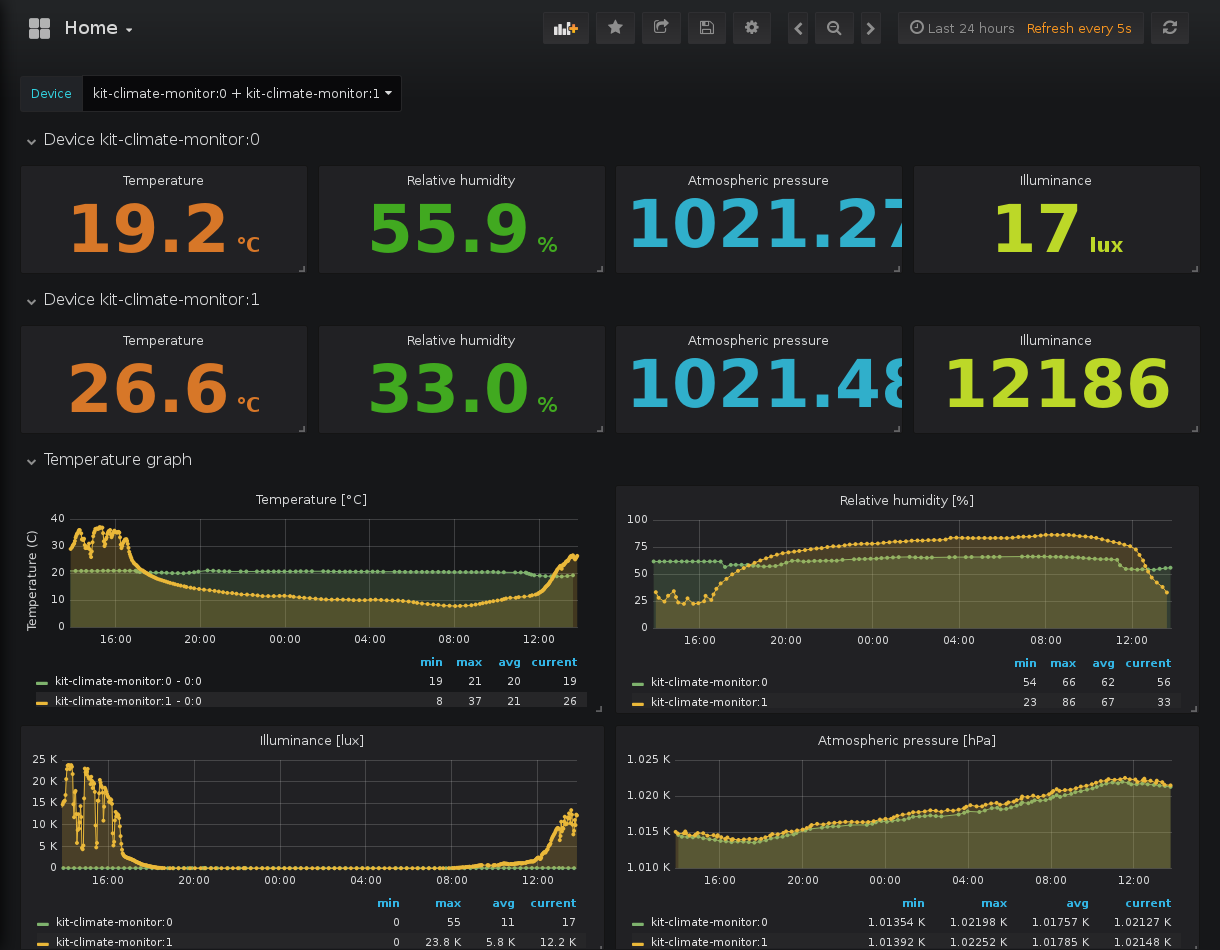 Home
Last 24 hours Refresh every 5s
Device kit-climate-monitor:0 + kit-climate-monitor:1
Device kit-climate-monitor:0
Temperature Relative humidity Atmospheric pressure Illuminance
19.2 °C 55.9 % 1021.27 17 lux
Device kit-climate-monitor:1
Temperature Relative humidity Atmospheric pressure Illuminance
26.6 °C 33.0 % 1021.48 12186
Temperature graph
Temperature [°C]
Temperature (C)
40
30
20
10
0
16:00 20:00 00:00 04:00 08:00 12:00
min max avg current
kit-climate-monitor:0 - 0:0 19 21 20 19
kit-climate-monitor:1 - 0:0 8 37 21 26
Relative humidity [%]
100
75
50
25
0
16:00 20:00 00:00 04:00 08:00 12:00
min max avg current
kit-climate-monitor:0 54 66 62 56
kit-climate-monitor:1 23 86 67 33
Illuminance [lux]
25 K
20 K
15 K
10 K
5 K
0
16:00 20:00 00:00 04:00 08:00 12:00
min max avg current
kit-climate-monitor:0 0 55 11 17
kit-climate-monitor:1 0 23.8 K 5.8 K 12.2 K
Atmospheric pressure [hPa]
1.025 K
1.020 K
1.015 K
1.010 K
16:00 20:00 00:00 04:00 08:00 12:00
min max avg current
kit-climate-monitor:0 1.01354 K 1.02198 K 1.01757 K 1.02127 K
kit-climate-monitor:1 1.01392 K 1.02252 K 1.01785 K 1.02148 K